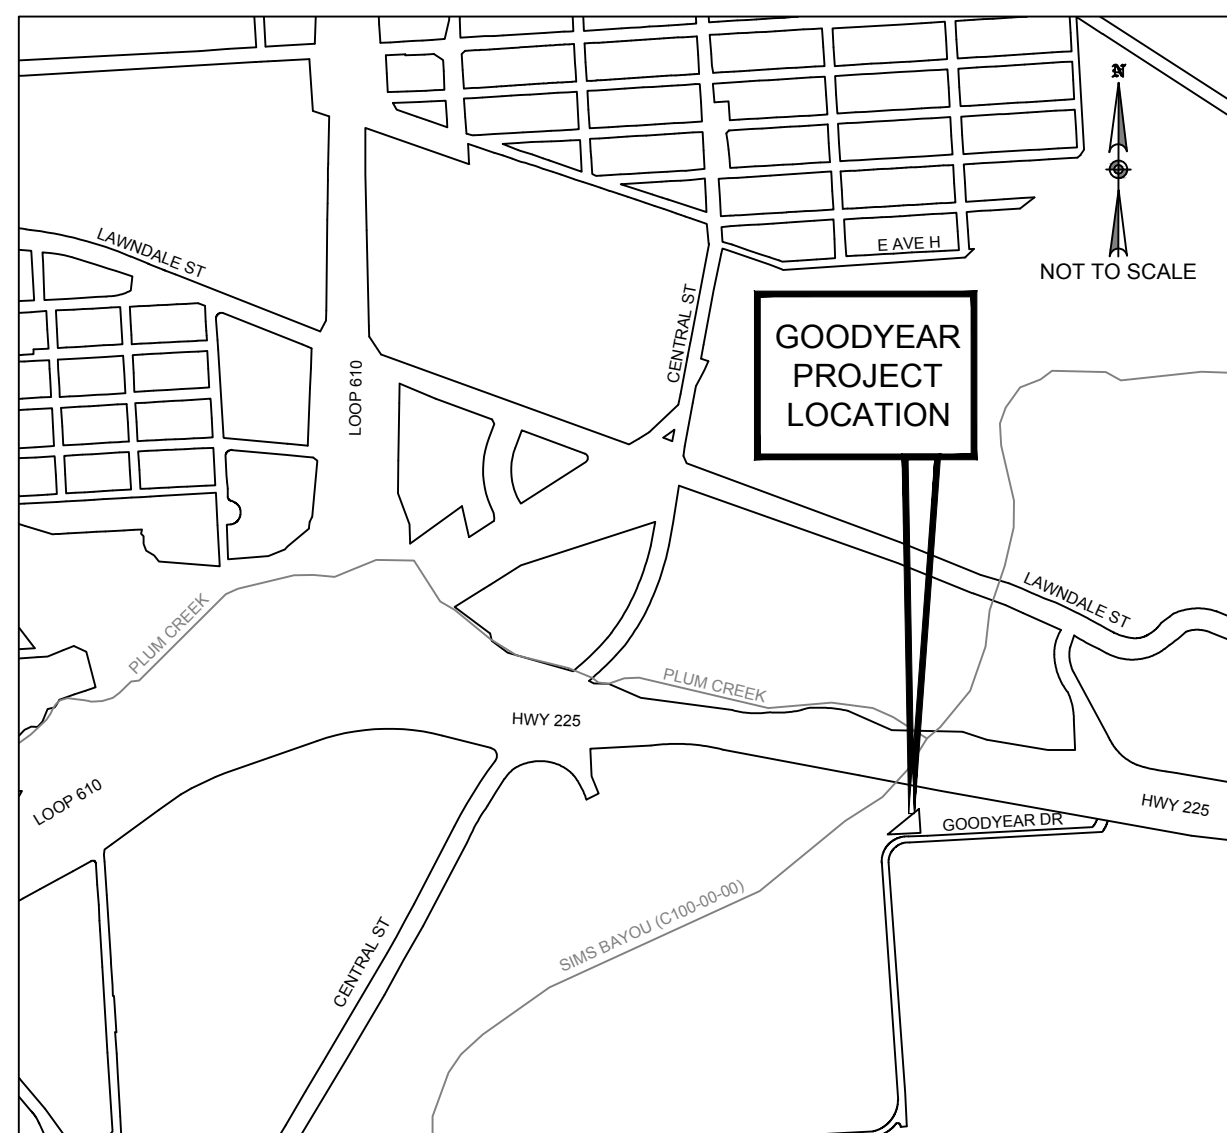 N
NOT TO SCALE
E AVE H
LAWNDALE ST
CENTRAL ST
GOODYEAR
PROJECT
LOCATION
LOOP 610
LAWNDALE ST
PLUM CREEK
PLUM CREEK
HWY 225
LOOP 610
HWY 225
GOODYEAR DR
SIMS BAYOU (C100-00-00)
CENTRAL ST